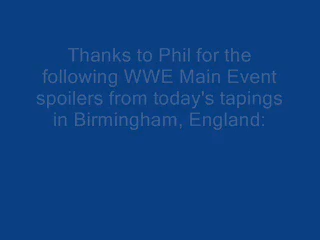 Thanks to Phil for the
following WWE Main Event
spoilers from today's tapings
in Birmingham, England: